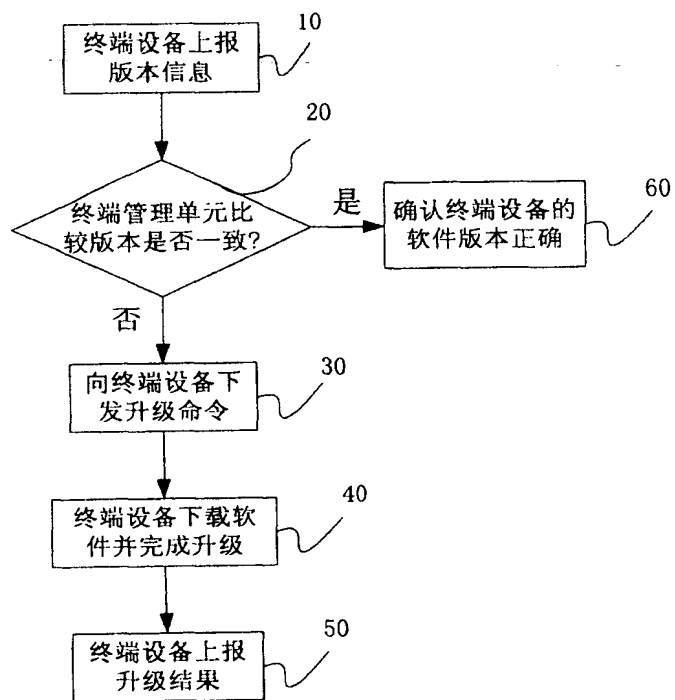 终端设备上报
版本信息
10
20
终端管理单元比
较版本是否一致?
是
确认终端设备的
软件版本正确
60
否
向终端设备下
发升级命令
30
终端设备下载软
件并完成升级
40
终端设备上报
升级结果
50